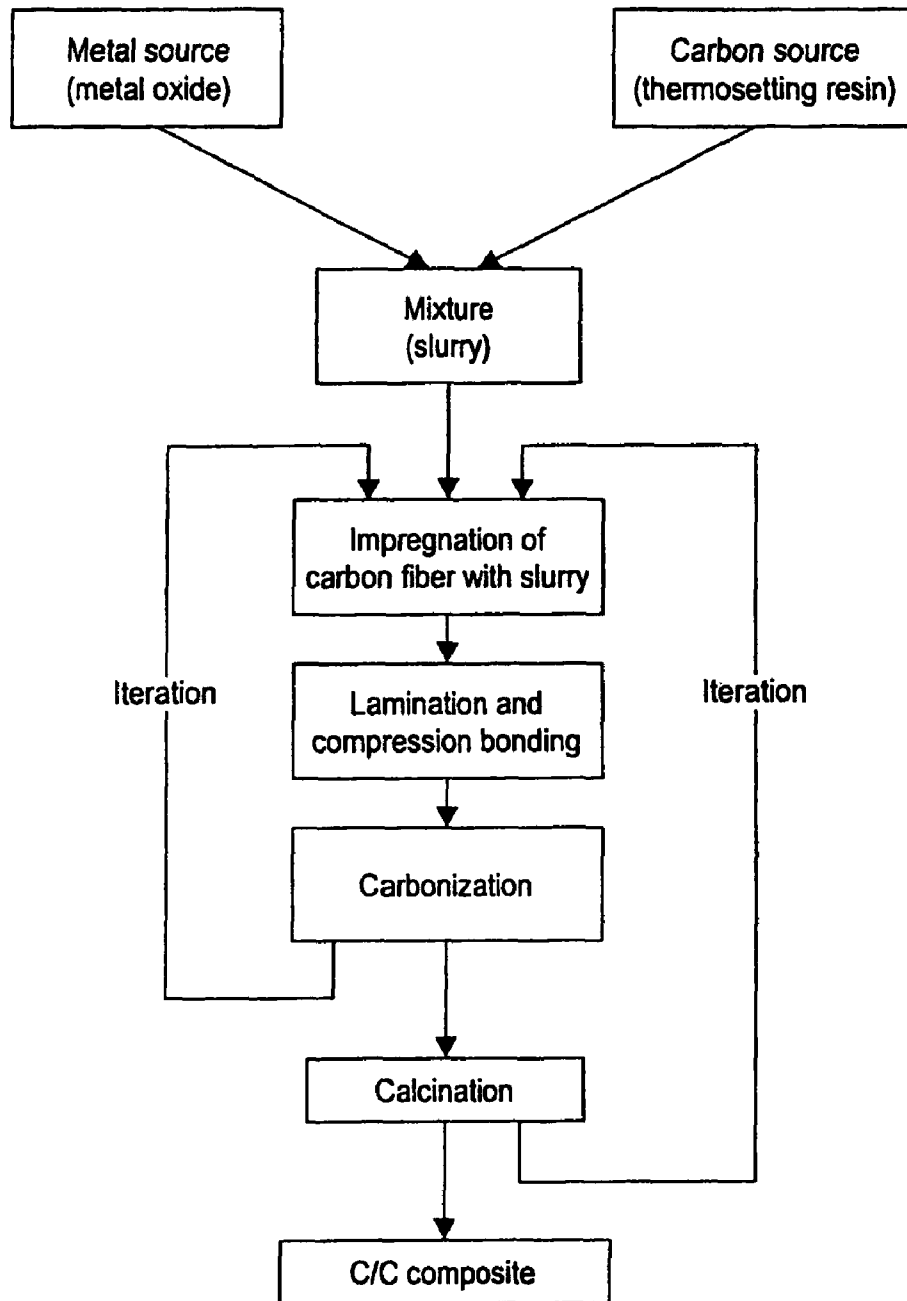 Metal source
(metal oxide)
Carbon source
(thermosetting resin)
Mixture
(slurry)
Impregnation of
carbon fiber with slurry
Iteration
Lamination and
compression bonding
Iteration
Carbonization
Calcination
C/C composite